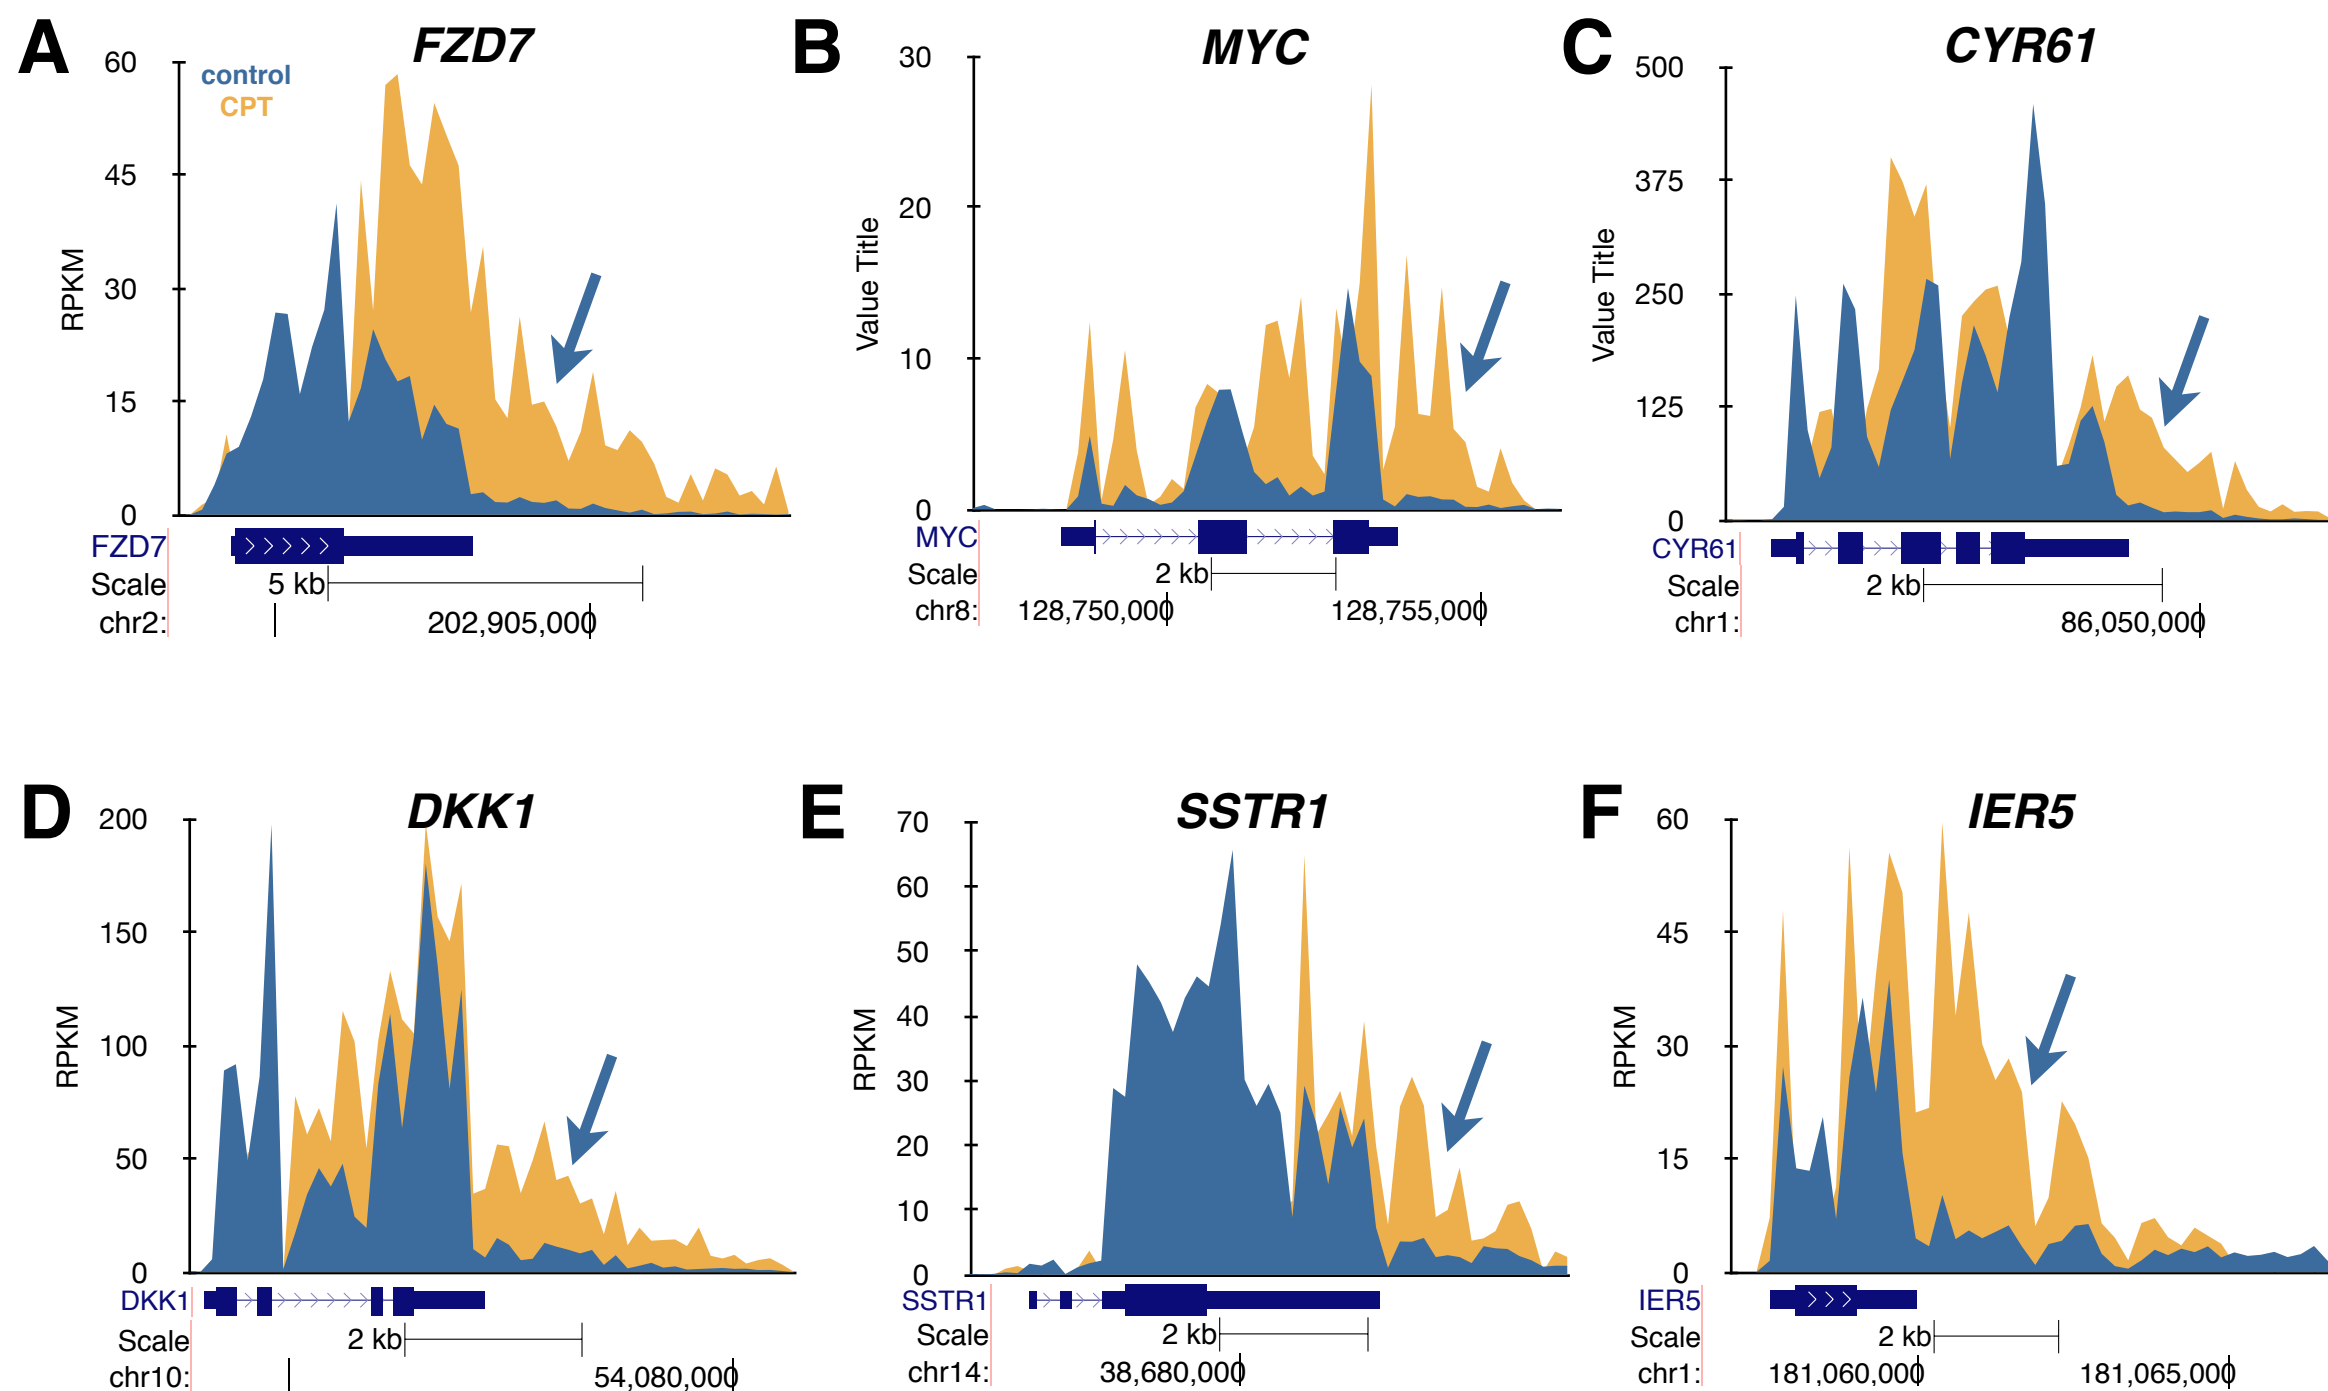 A
FZD7
60
45
30
15
0
control
CPT
RPKM
FZD7
Scale
5 kb
chr2:
202,905,000
B
MYC
30
20
10
0
Value Title
MYC
Scale
2 kb
chr8:
128,750,000
128,755,000
C
CYR61
500
375
250
125
0
Value Title
CYR61
Scale
2 kb
chr1:
86,050,000
D
DKK1
200
150
100
50
0
RPKM
DKK1
Scale
2 kb
chr10:
54,080,000
E
SSTR1
70
60
50
40
30
20
10
0
RPKM
SSTR1
Scale
2 kb
chr14:
38,680,000
F
IER5
60
45
30
15
0
RPKM
IER5
Scale
2 kb
chr1:
181,060,000
181,065,000